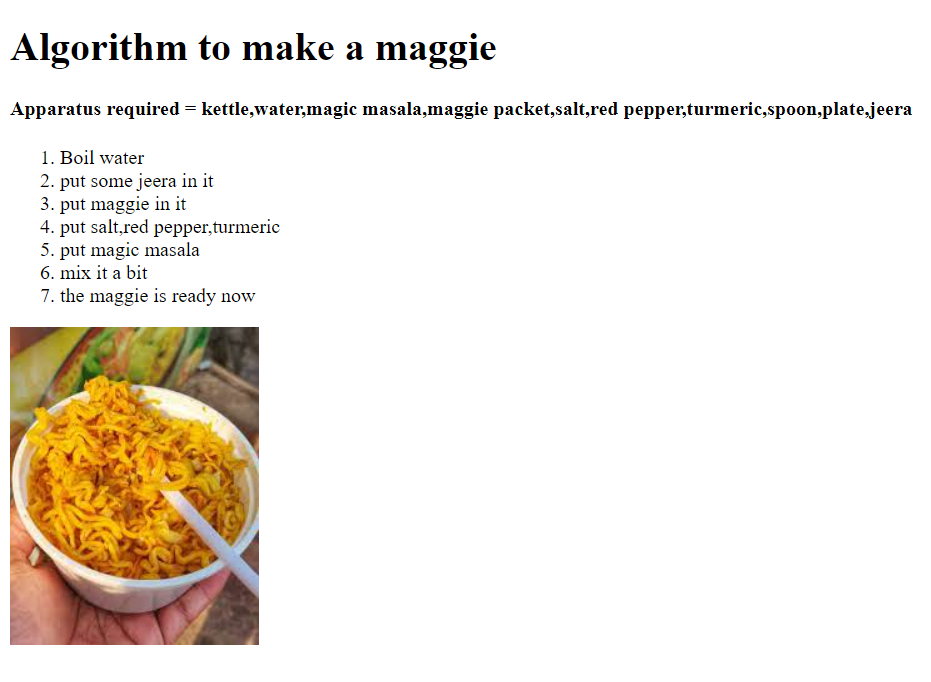 Algorithm to make a maggie
Apparatus required = kettle,water,magic masala,maggie packet,salt,red pepper,turmeric,spoon,plate,jeera
1. Boil water
2. put some jeera in it
3. put maggie in it
4. put salt,red pepper,turmeric
5. put magic masala
6. mix it a bit
7. the maggie is ready now